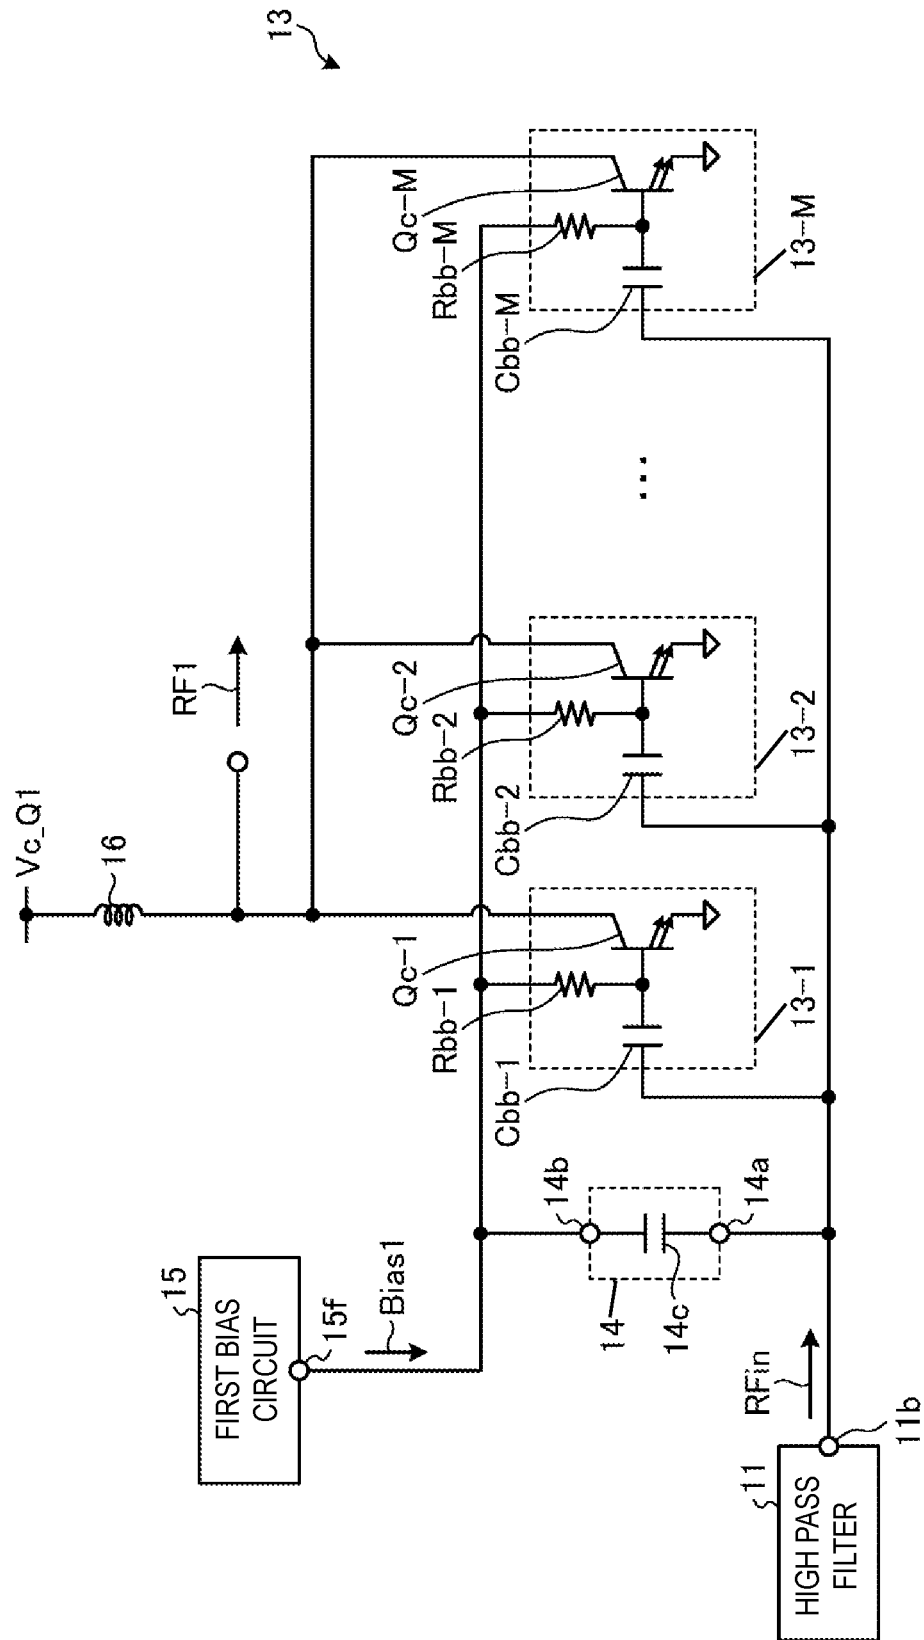 13
Vc_Q1
16
RF1
15
FIRST BIAS
CIRCUIT
15f
Bias1
Qc-1
Rbb-1
Cbb-1
13-1
Qc-2
Rbb-2
Cbb-2
13-2
...
Qc-M
Rbb-M
Cbb-M
13-M
14b
14a
14
14c
11
HIGH PASS
FILTER
RFin
11b